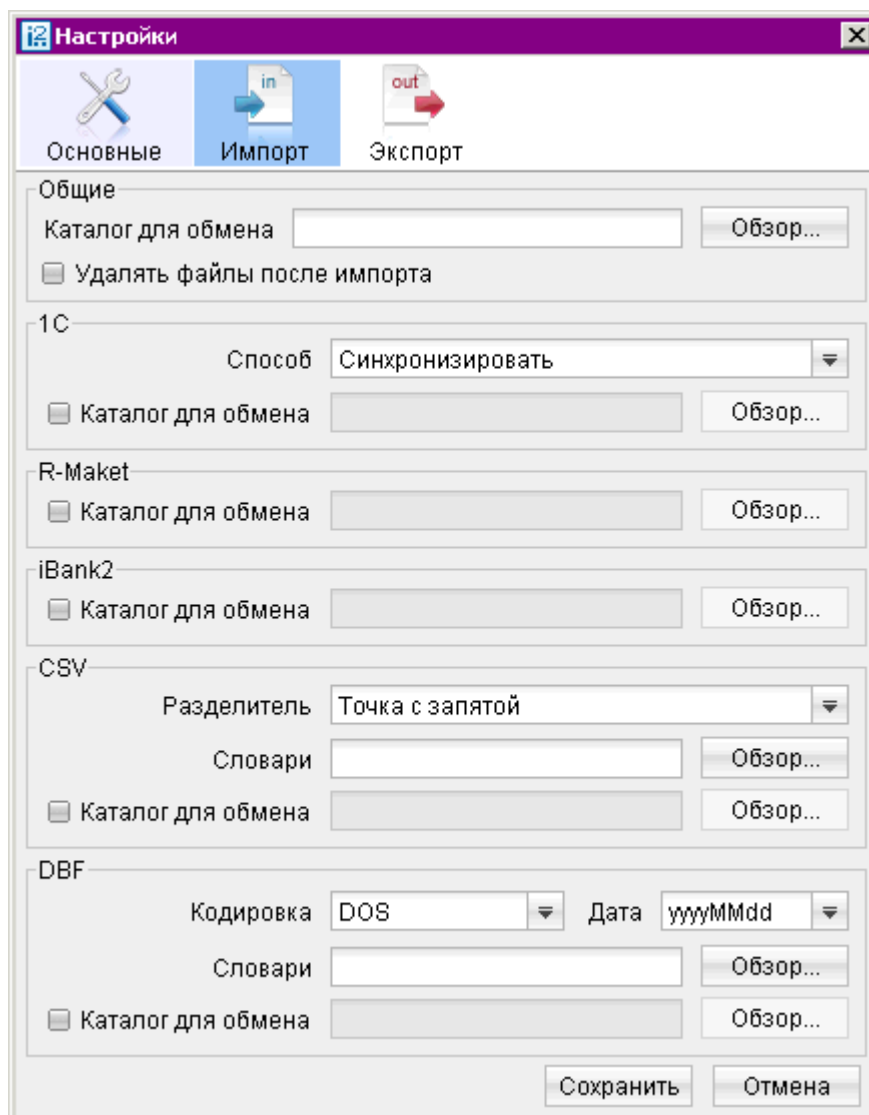 Настройки
in out
Основные Импорт Экспорт
Общие
Каталог для обмена Обзор...
Удалять файлы после импорта
1С
Способ Синхронизировать
Каталог для обмена Обзор...
R-Maket
Каталог для обмена Обзор...
iBank2
Каталог для обмена Обзор...
CSV
Разделитель Точка с запятой
Словари Обзор...
Каталог для обмена Обзор...
DBF
Кодировка DOS Дата yyyyMMdd
Словари Обзор...
Каталог для обмена Обзор...
Сохранить Отмена